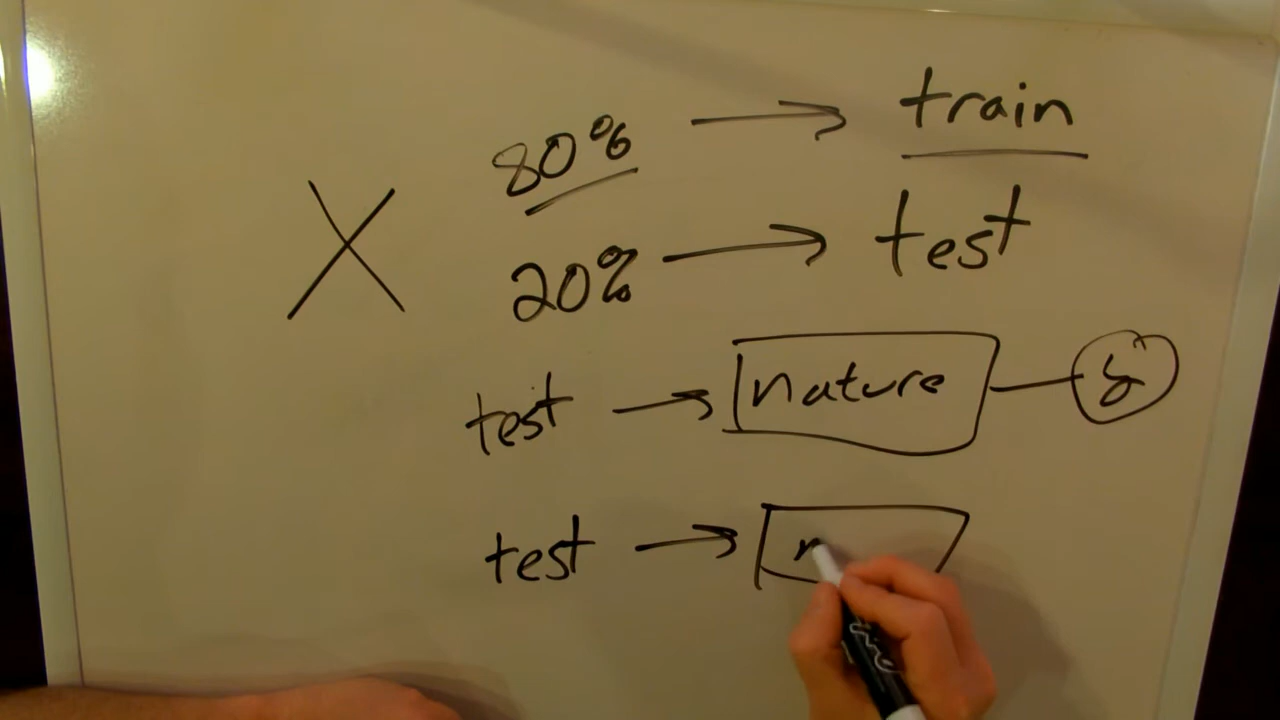 X
80% → train
20% → test
test → nature — y
test →